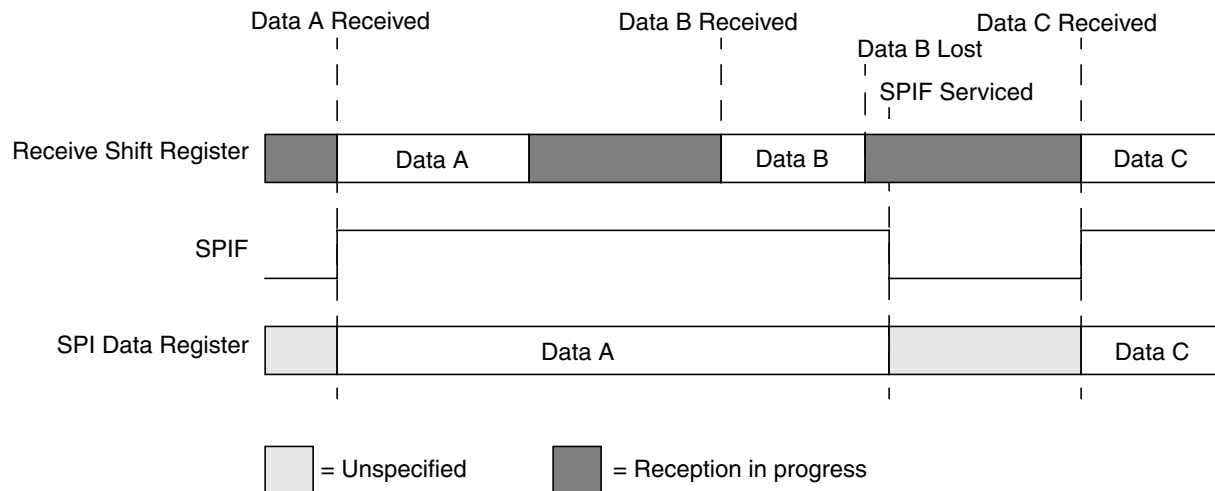 Data A Received
Data B Received
Data C Received
Data B Lost
SPIF Serviced
Receive Shift Register
Data A
Data B
Data C
SPIF
SPI Data Register
Data A
Data C
= Unspecified
= Reception in progress